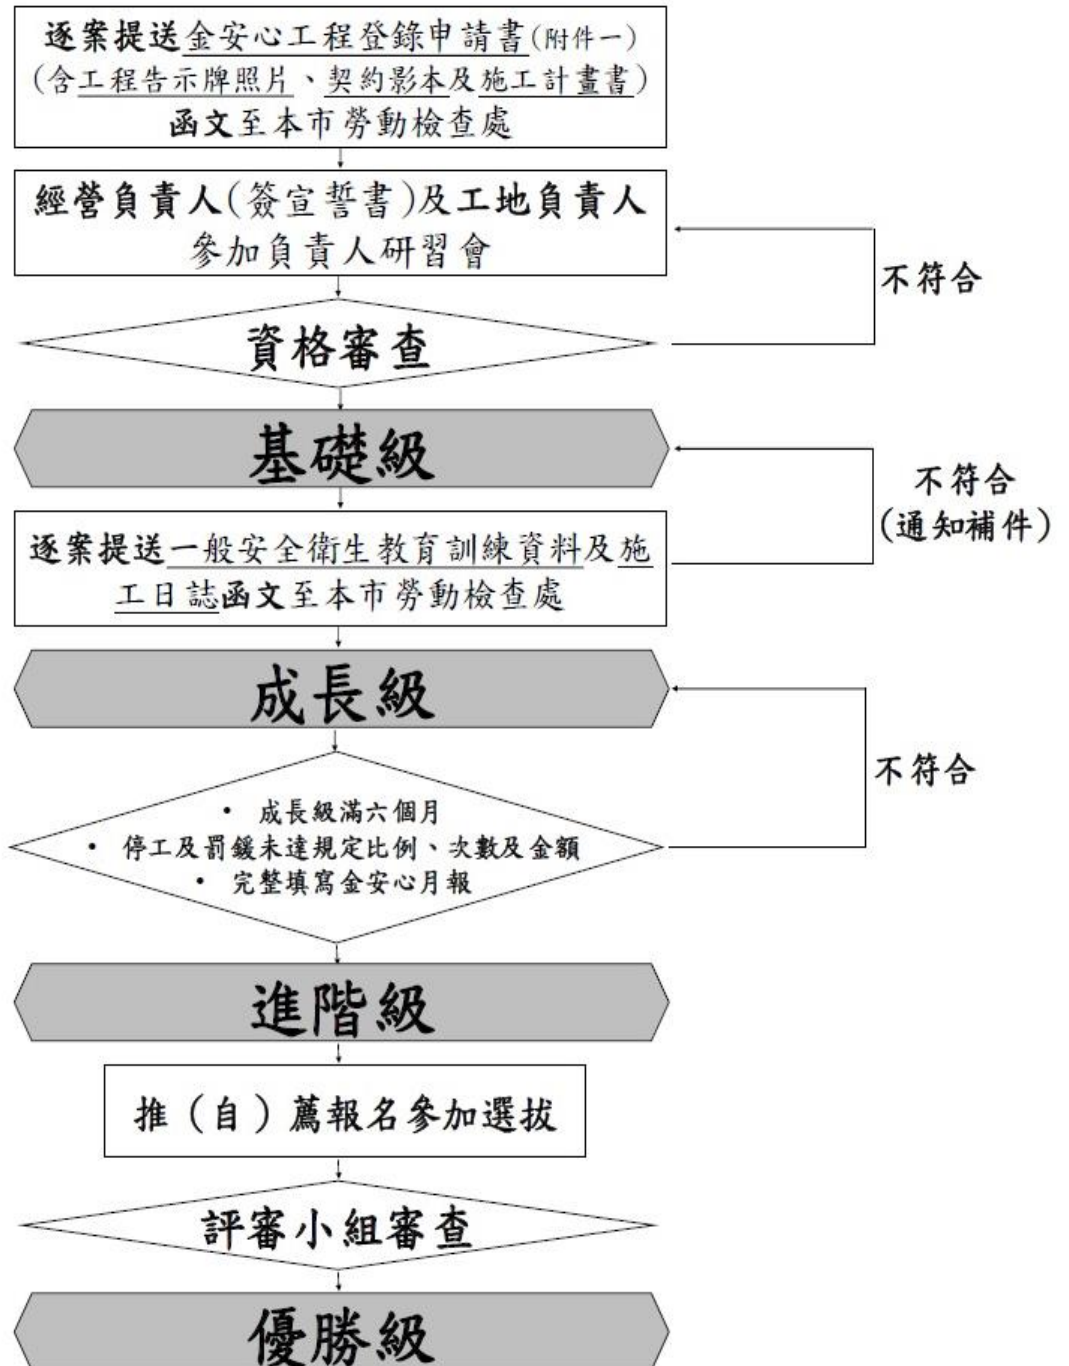 逐案提送金安心工程登錄申請書(附件一)
(含工程告示牌照片、契約影本及施工計畫書)
函文至本市勞動檢查處
經營負責人(簽宣誓書)及工地負責人
參加負責人研習會
不符合
資格審查
基礎級
不符合
(通知補件)
逐案提送一般安全衛生教育訓練資料及施
工日誌函文至本市勞動檢查處
成長級
不符合
• 成長級滿六個月
• 停工及罰鍰未達規定比例、次數及金額
• 完整填寫金安心月報
進階級
推(自)薦報名參加選拔
評審小組審查
優勝級